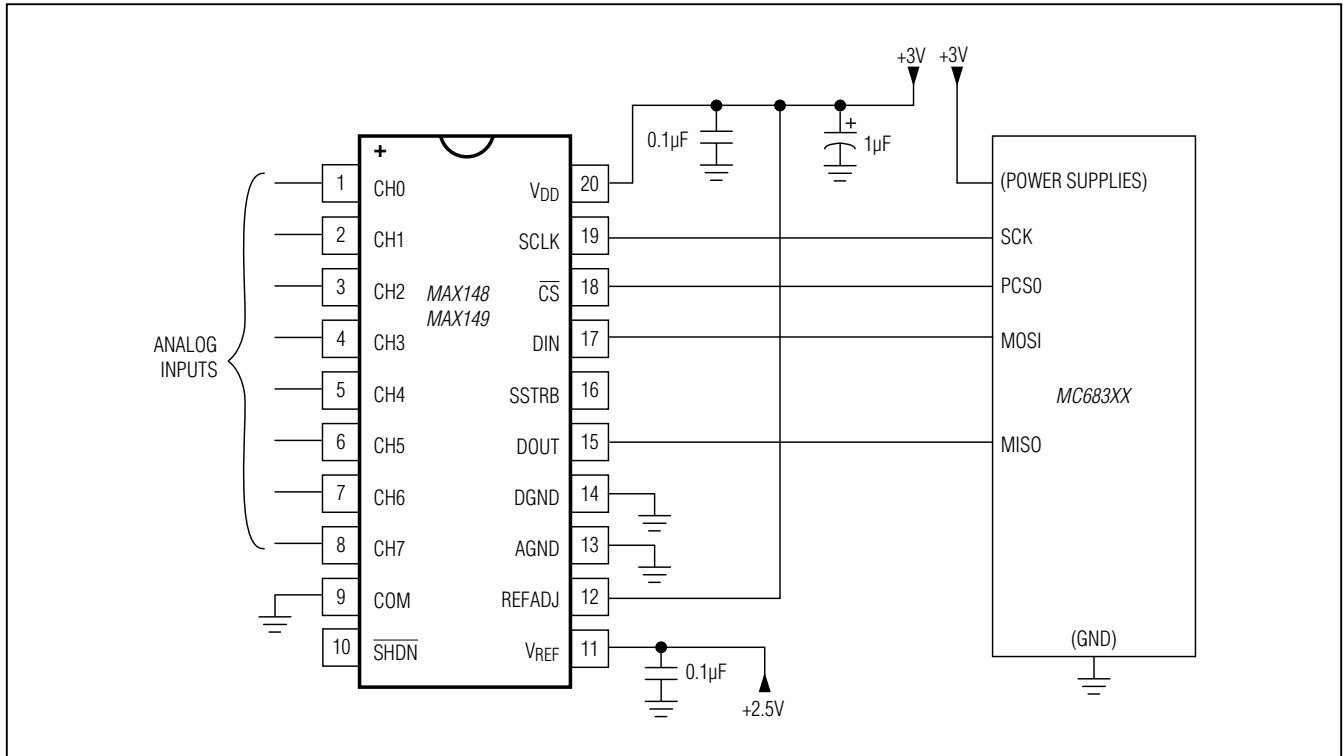 +3V +3V
0.1µF
+
1µF
+
1 CH0
2 CH1
3 CH2
4 CH3
5 CH4
6 CH5
7 CH6
8 CH7
9 COM
10 SHDN
ANALOG
INPUTS
MAX148
MAX149
VDD 20
SCLK 19
CS 18
DIN 17
SSTRB 16
DOUT 15
DGND 14
AGND 13
REFADJ 12
VREF 11
0.1µF
+2.5V
(POWER SUPPLIES)
SCK
PCS0
MOSI
MC683XX
MISO
(GND)